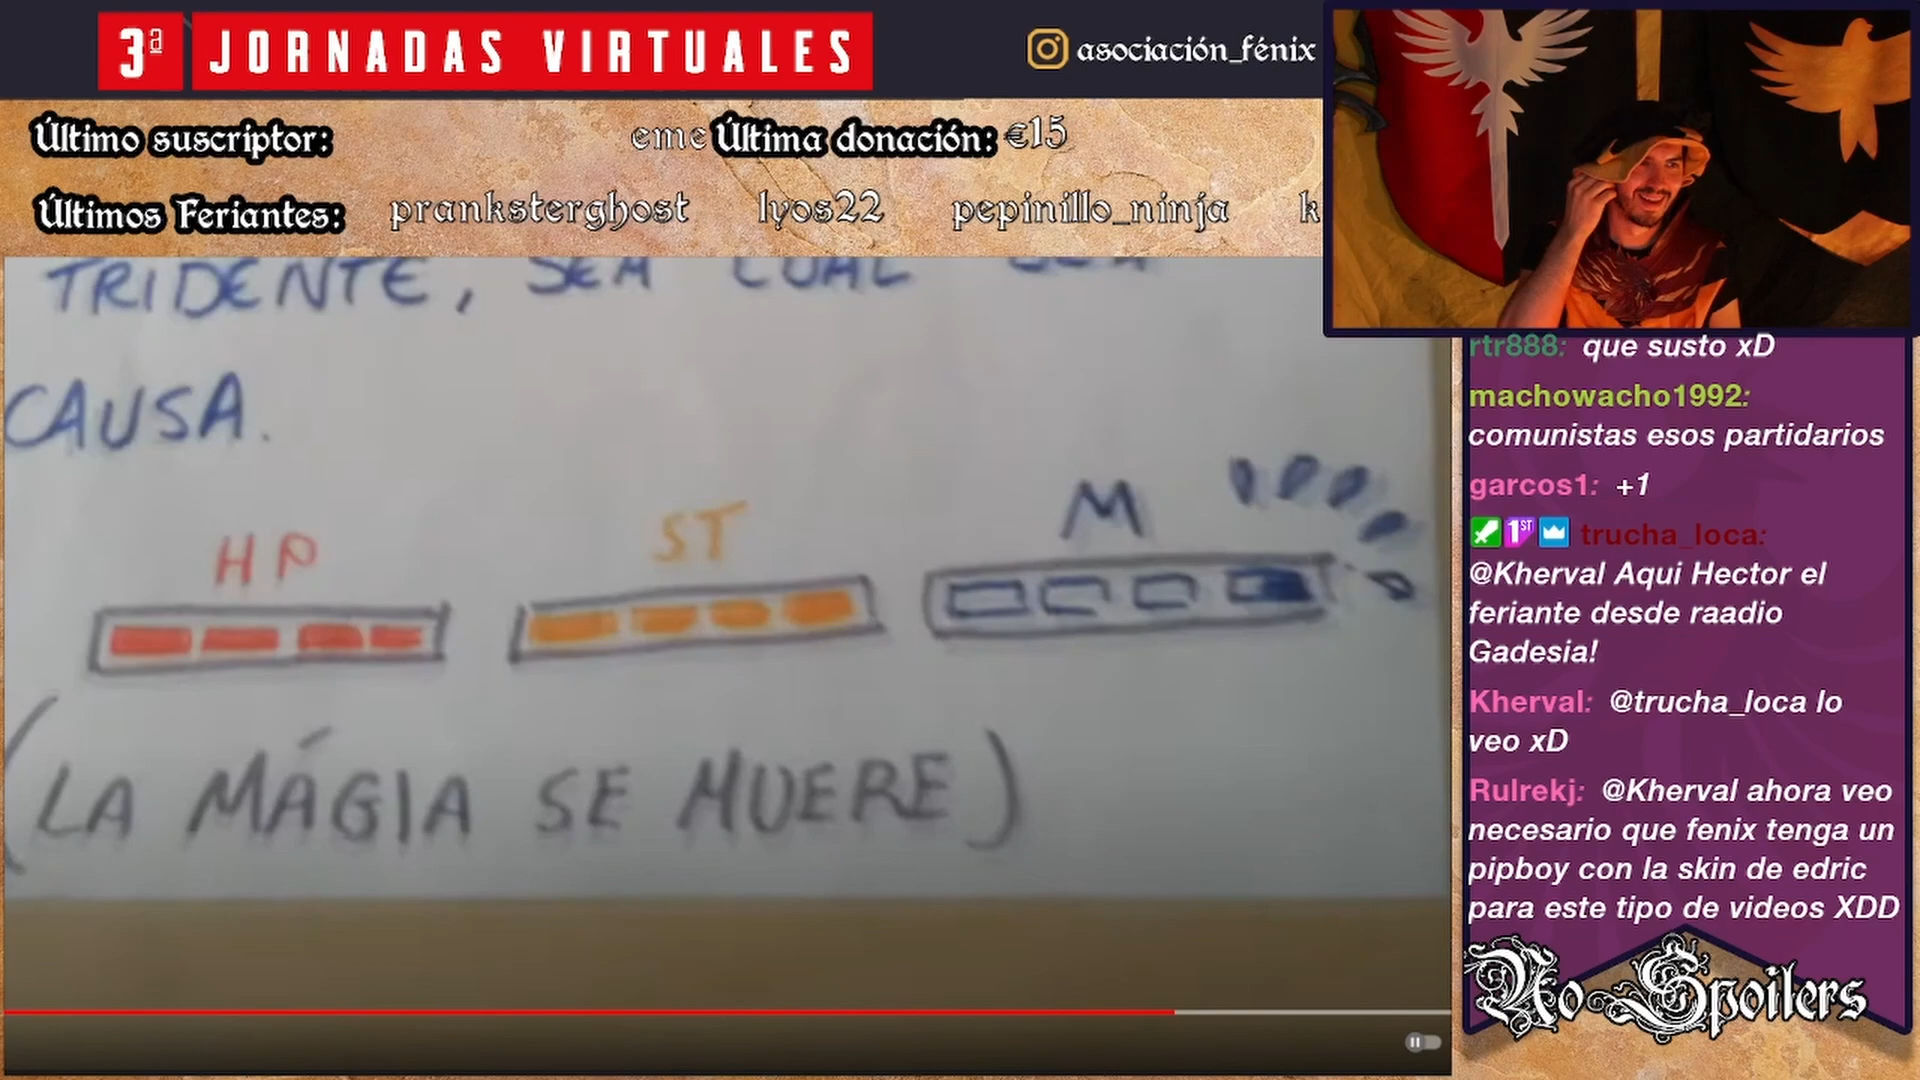 3ª JORNADAS VIRTUALES
asociación_fénix
Último suscriptor:
eme Última donación: €15
Últimos Feriantes: pranksterghost lyos22 pepinillo_ninja k
TRIDENTE, SEA CUAL SEA
CAUSA.
HP
ST
M
(LA MÁGIA SE MUERE)
rtr888: que susto xD
machowacho1992:
comunistas esos partidarios
garcos1: +1
1ST trucha_loca:
@Kherval Aqui Hector el
feriante desde raadio
Gadesia!
Kherval: @trucha_loca lo
veo xD
Rulrekj: @Kherval ahora veo
necesario que fenix tenga un
pipboy con la skin de edric
para este tipo de videos XDD
No Spoilers